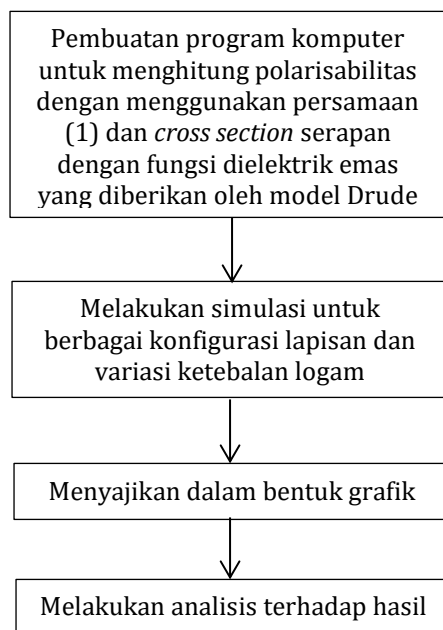 Pembuatan program komputer
untuk menghitung polarisabilitas
dengan menggunakan persamaan
(1) dan cross section serapan
dengan fungsi dielektrik emas
yang diberikan oleh model Drude
Melakukan simulasi untuk
berbagai konfigurasi lapisan dan
variasi ketebalan logam
Menyajikan dalam bentuk grafik
Melakukan analisis terhadap hasil